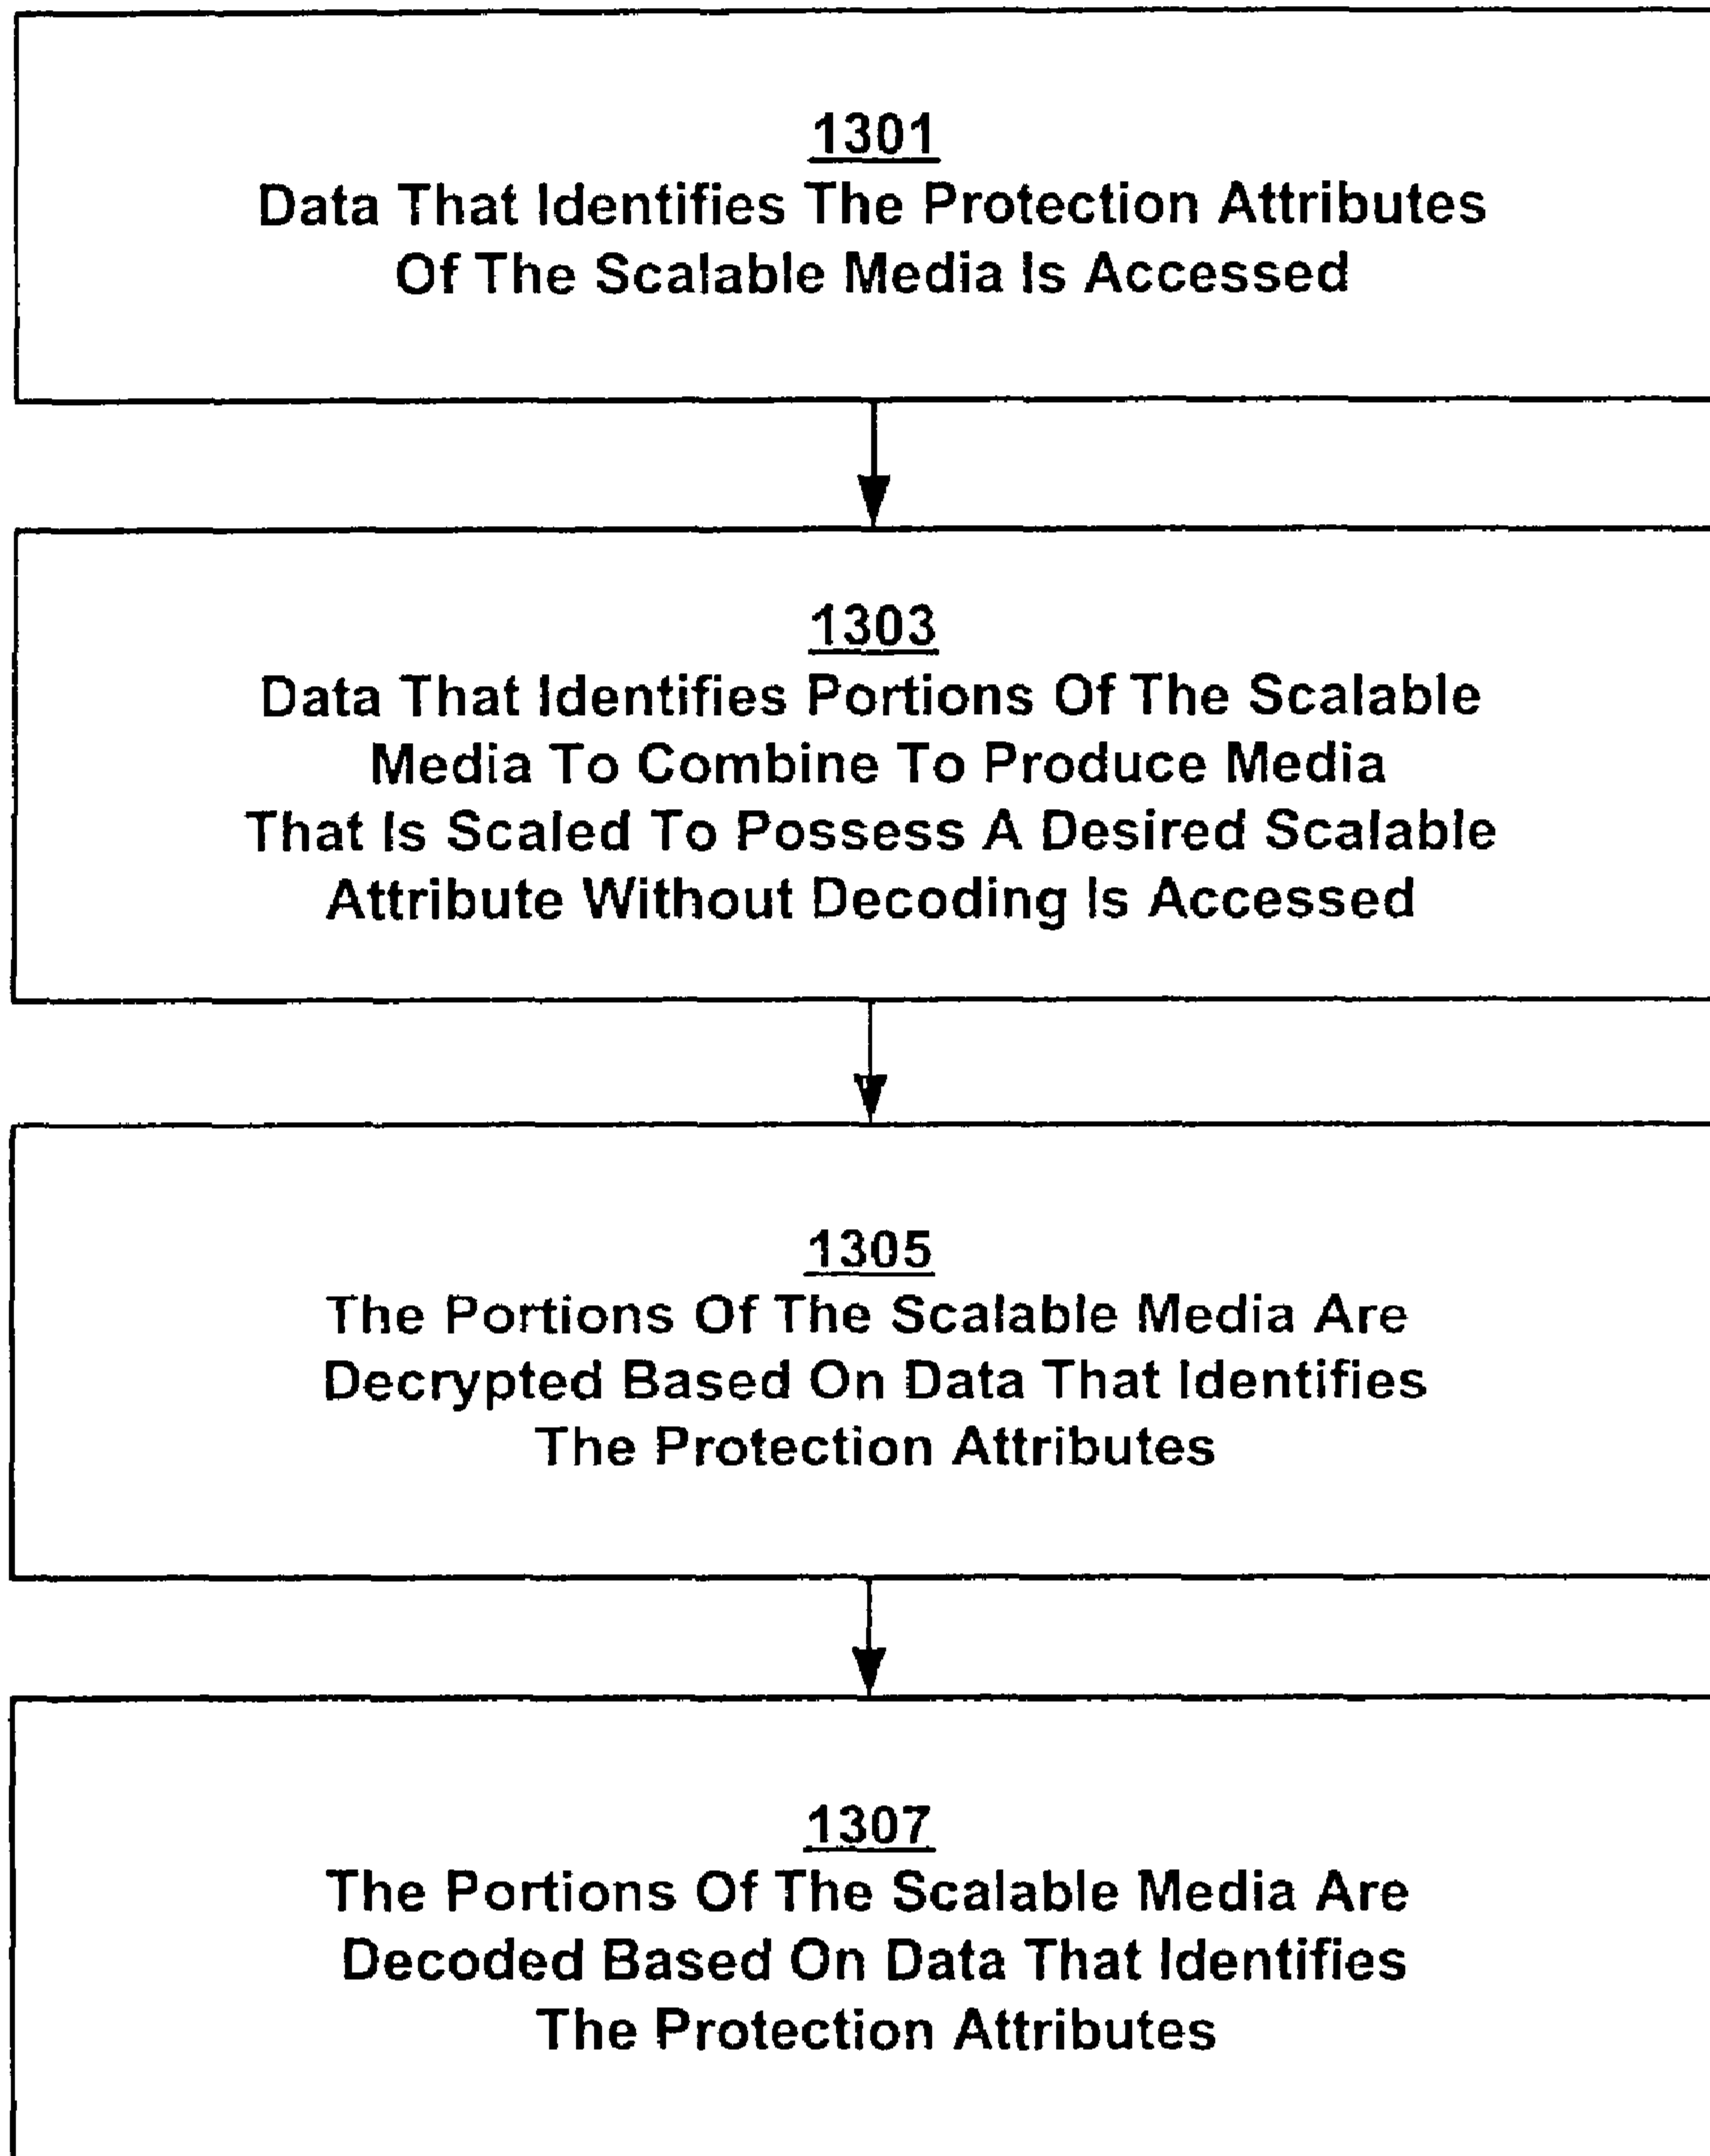 1301
Data That Identifies The Protection Attributes
Of The Scalable Media Is Accessed
1303
Data That Identifies Portions Of The Scalable
Media To Combine To Produce Media
That Is Scaled To Possess A Desired Scalable
Attribute Without Decoding Is Accessed
1305
The Portions Of The Scalable Media Are
Decrypted Based On Data That Identifies
The Protection Attributes
1307
The Portions Of The Scalable Media Are
Decoded Based On Data That Identifies
The Protection Attributes